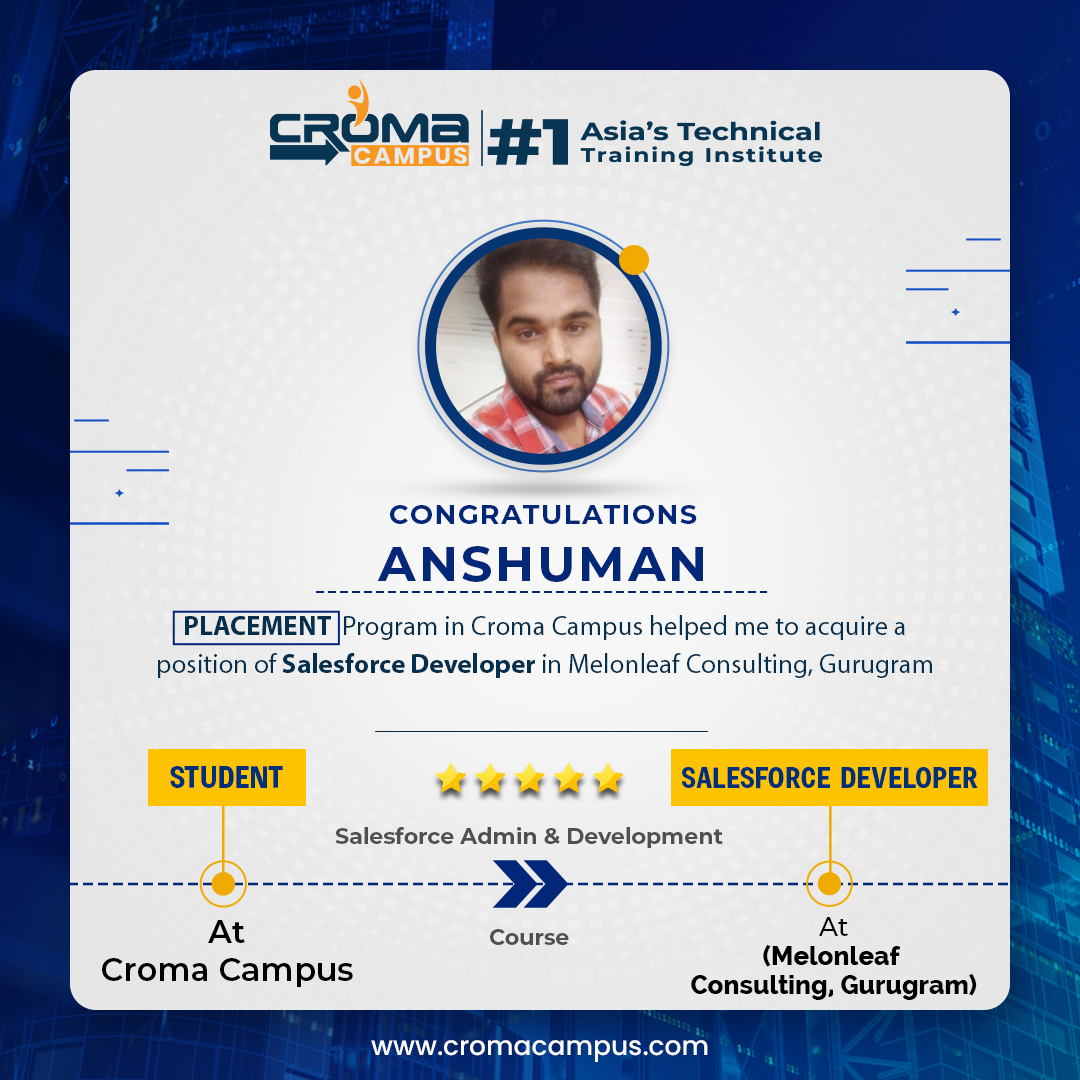 CROMA
CAMPUS
#1
Asia's Technical
Training Institute
CONGRATULATIONS
ANSHUMAN
PLACEMENT Program in Croma Campus helped me to acquire a
position of Salesforce Developer in Melonleaf Consulting, Gurugram
STUDENT
SALESFORCE DEVELOPER
Salesforce Admin & Development
Course
At
Croma Campus
At
(Melonleaf
Consulting, Gurugram)
www.cromacampus.com